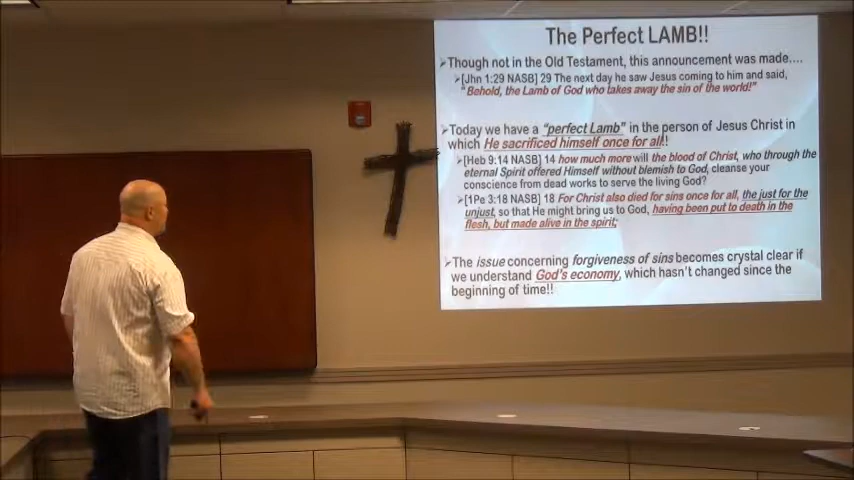 The Perfect LAMB!!
Though not in the Old Testament, this announcement was made....
[Jhn 1:29 NASB] 29 The next day he saw Jesus coming to him and said,
"Behold, the Lamb of God who takes away the sin of the world!"
Today we have a "perfect Lamb" in the person of Jesus Christ in
which He sacrificed himself once for all!!
[Heb 9:14 NASB] 14 how much more will the blood of Christ, who through the
eternal Spirit offered Himself without blemish to God, cleanse your
conscience from dead works to serve the living God?
[1Pe 3:18 NASB] 18 For Christ also died for sins once for all, the just for the
unjust, so that He might bring us to God, having been put to death in the
flesh, but made alive in the spirit;
The issue concerning forgiveness of sins becomes crystal clear if
we understand God's economy, which hasn't changed since the
beginning of time!!